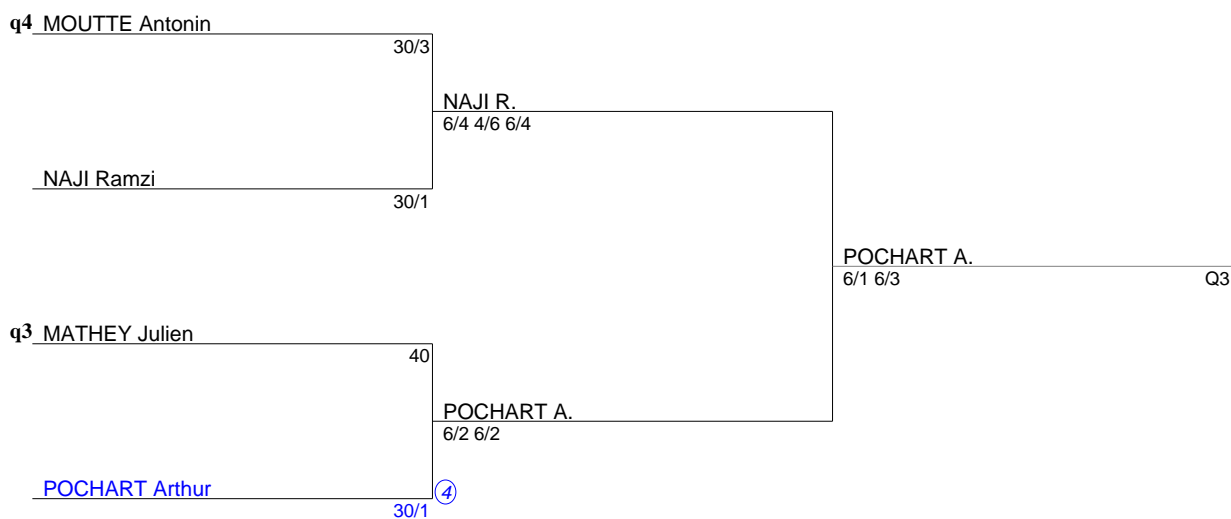 q4 MOUTTE Antonin
30/3
NAJI R.
6/4 4/6 6/4
NAJI Ramzi
30/1
POCHART A.
6/1 6/3
Q3
q3 MATHEY Julien
40
POCHART A.
6/2 6/2
POCHART Arthur
4
30/1